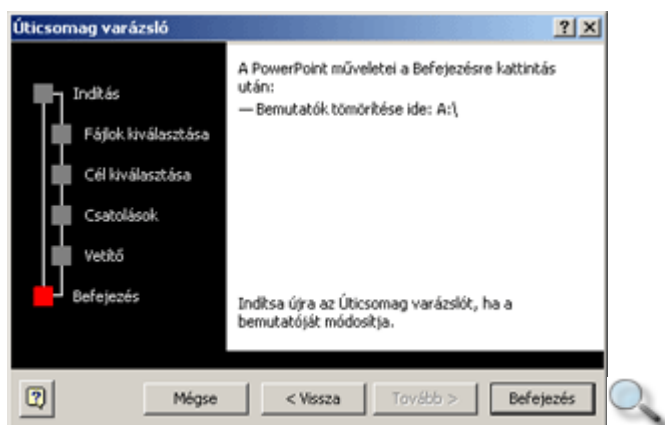 Úticsomag varázsló
Indítás
Fájlok kiválasztása
Cél kiválasztása
Csatolások
Vetítő
Befejezés
A PowerPoint műveletei a Befejezésre kattintás
után:
— Bemutatók tömörítése ide: A:\
Indítsa újra az Úticsomag varázslót, ha a
bemutatóját módosítja.
Mégse
< Vissza
Tovább >
Befejezés